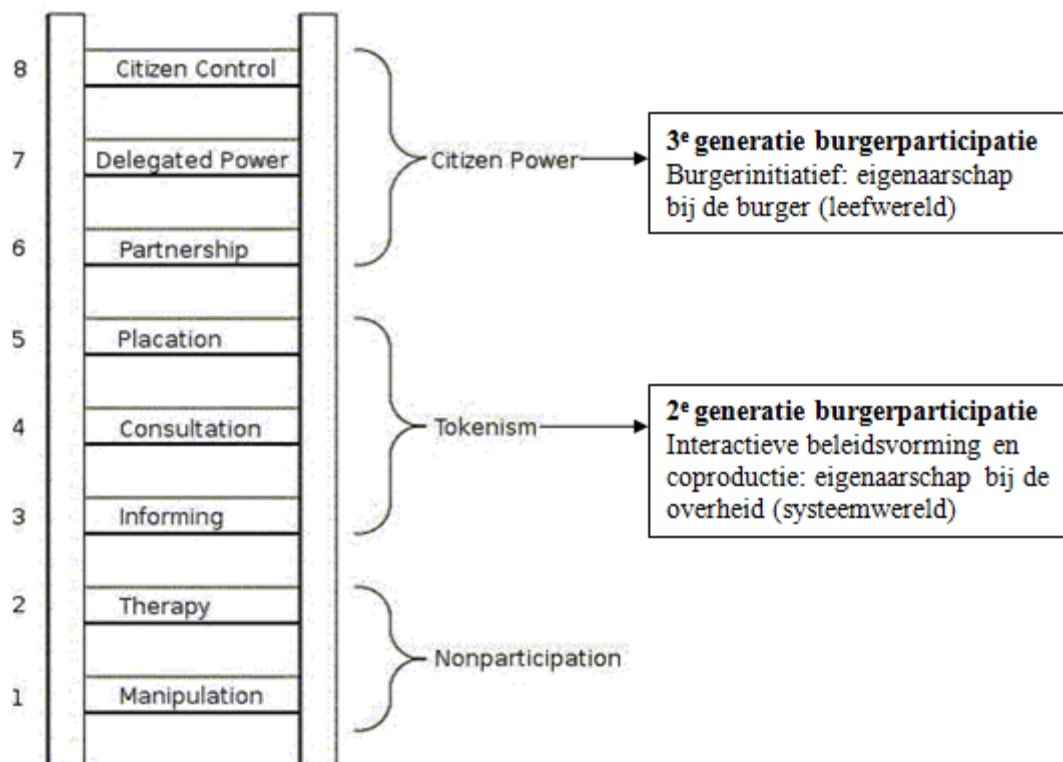 8 Citizen Control
7 Delegated Power
6 Partnership
Citizen Power
3e generatie burgerparticipatie
Burgerinitiatief: eigenaarschap
bij de burger (leefwereld)
5 Placation
4 Consultation
3 Informing
Tokenism
2e generatie burgerparticipatie
Interactieve beleidsvorming en
coproductie: eigenaarschap bij de
overheid (systeemwereld)
2 Therapy
1 Manipulation
Nonparticipation